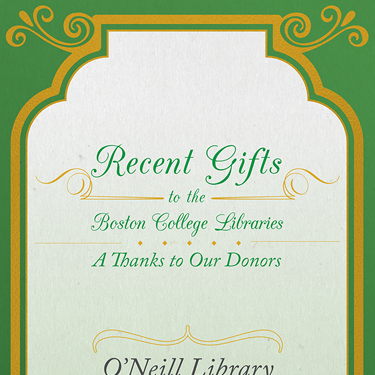 Recent Gifts
to the
Boston College Libraries
A Thanks to Our Donors
O'Neill Library